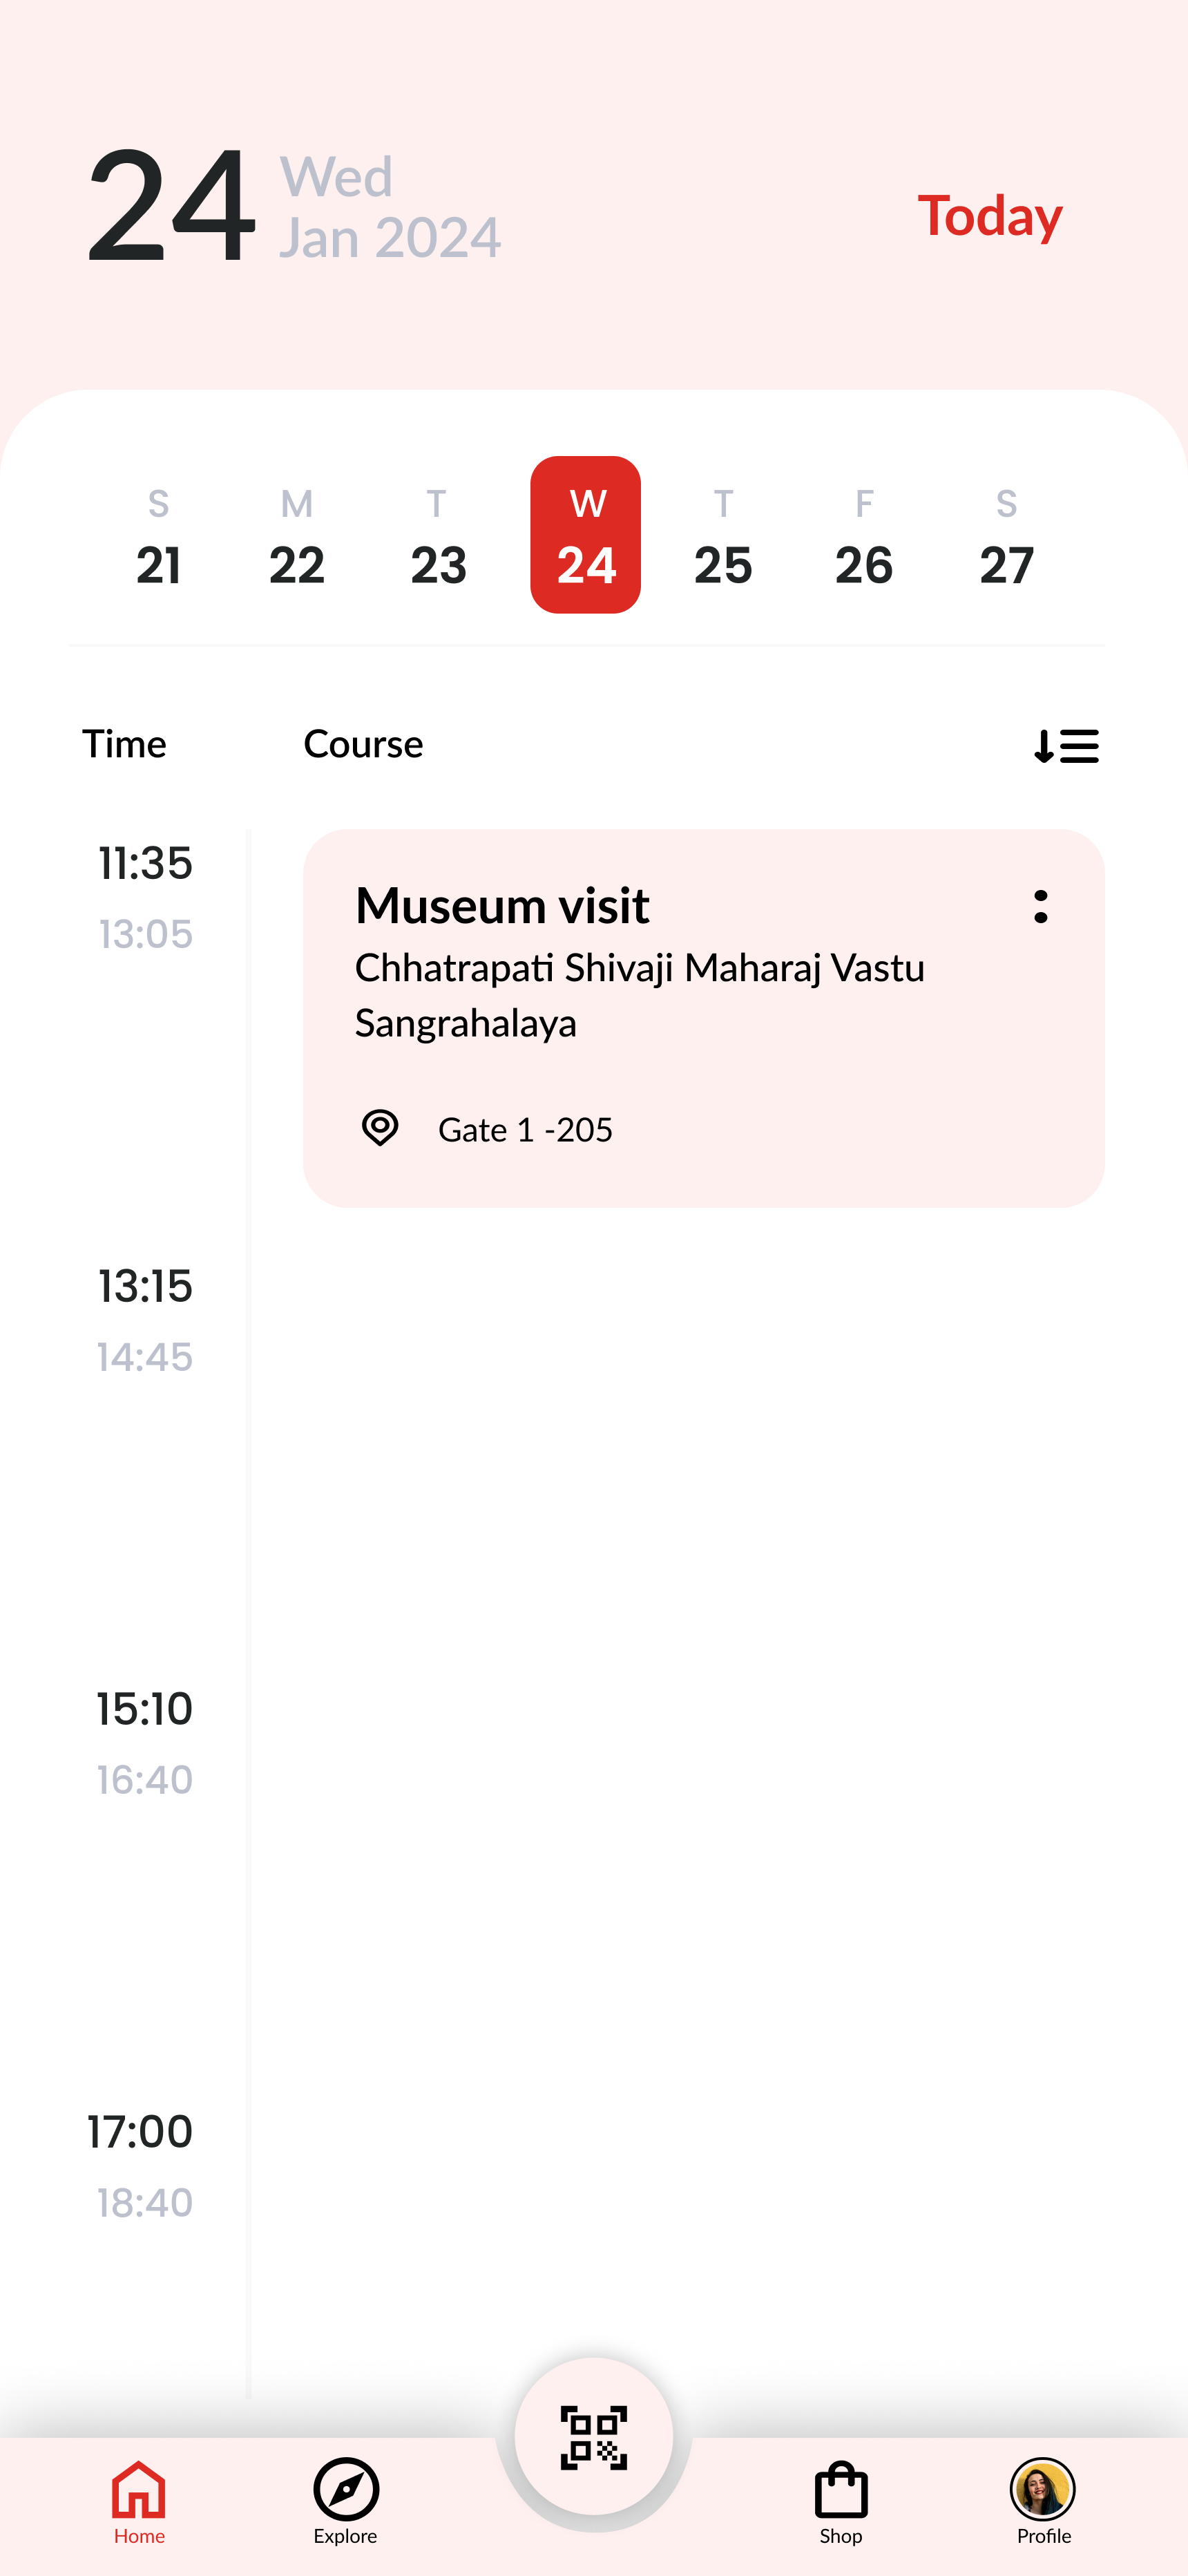 24
Wed
Jan 2024
Today
S M T W T F S
21 22 23 24 25 26 27
Time Course
11:35
13:05
Museum visit
Chhatrapati Shivaji Maharaj Vastu
Sangrahalaya
Gate 1 -205
13:15
14:45
15:10
16:40
17:00
18:40
Home Explore Shop Profile